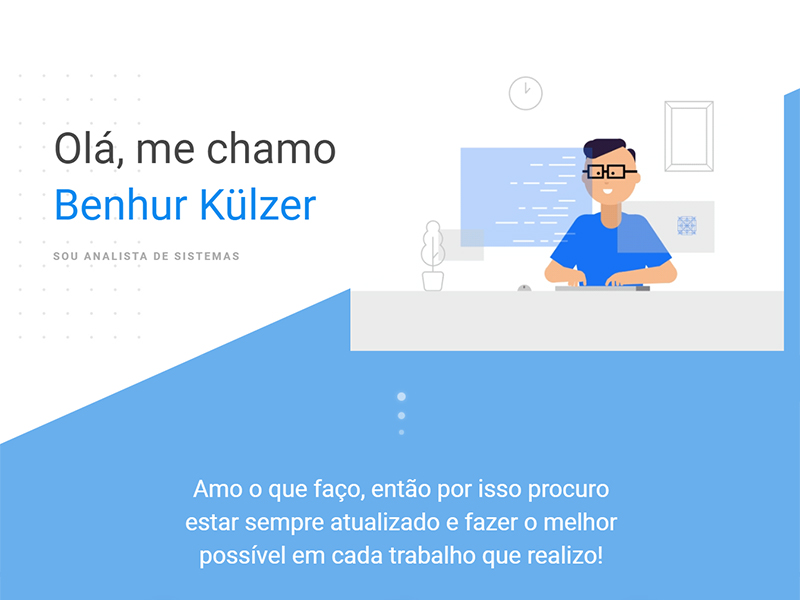 Olá, me chamo
Benhur Külzer
SOU ANALISTA DE SISTEMAS
Amo o que faço, então por isso procuro
estar sempre atualizado e fazer o melhor
possível em cada trabalho que realizo!